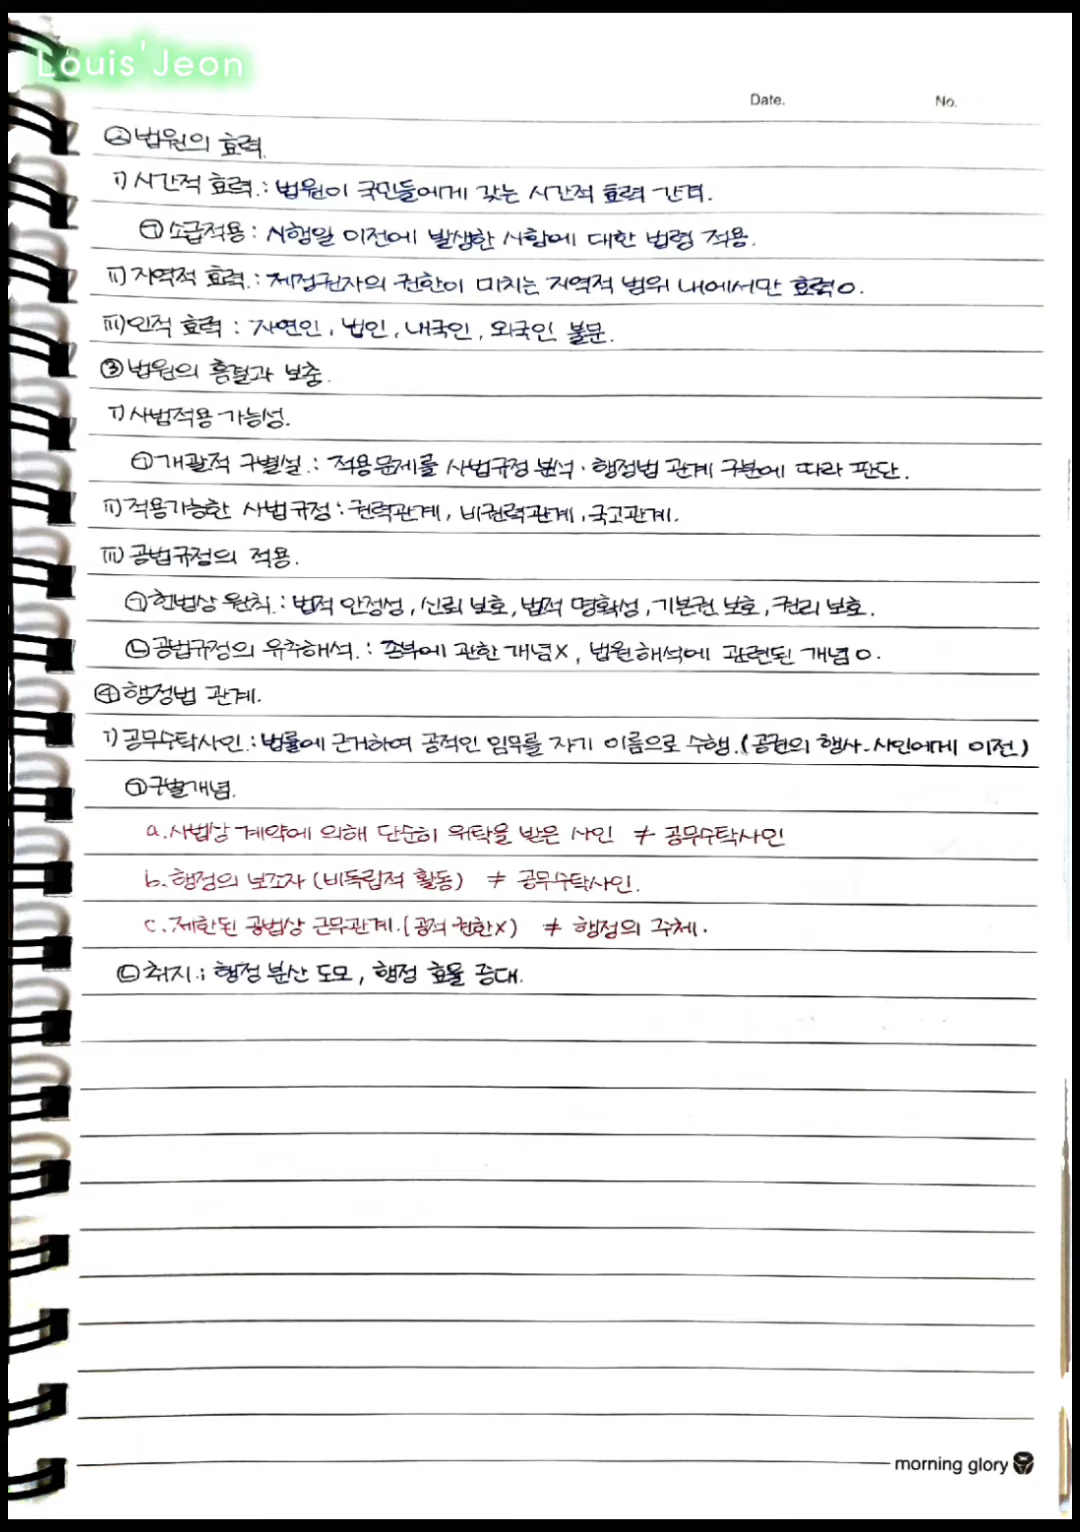 Louis'Jeon
Date. No.
② 법원의 효력.
ⅰ) 시간적 효력.: 법원이 국민들에게 갖는 시간적 효력 간격.
㉠ 소급적용: 시행일 이전에 발생한 사항에 대한 법령 적용.
ⅱ) 지역적 효력.: 제정권자의 권한이 미치는 지역적 범위 내에서만 효력O.
ⅲ) 인적 효력: 자연인, 법인, 내국인, 외국인 불문.
③ 법원의 흠결과 보충.
ⅰ) 사법적용 가능성.
㉠ 개괄적 구별설.: 적용문제를 사법규정 분석·행정법 관계 구분에 따라 판단.
ⅱ) 적용가능한 사법규정: 권력관계, 비권력관계, 국고관계.
ⅲ) 공법규정의 적용.
㉠ 헌법상 원칙.: 법적 안정성, 신뢰 보호, 법적 명확성, 기본권 보호, 권리 보호.
㉡ 공법규정의 유추해석.: 존부에 관한 개념X, 법원 해석에 관련된 개념O.
④ 행정법 관계.
ⅰ) 공무수탁사인.: 법률에 근거하여 공적인 임무를 자기 이름으로 수행.(공권의 행사-사인에게 이전)
㉠ 구별개념.
a. 사법상 계약에 의해 단순히 위탁을 받은 사인 ≠ 공무수탁사인
b. 행정의 보조자 (비독립적 활동) ≠ 공무수탁사인.
c. 제한된 공법상 근무관계.(공적 권한X) ≠ 행정의 주체.
㉡ 취지.; 행정 분산 도모, 행정 효율 증대.
morning glory